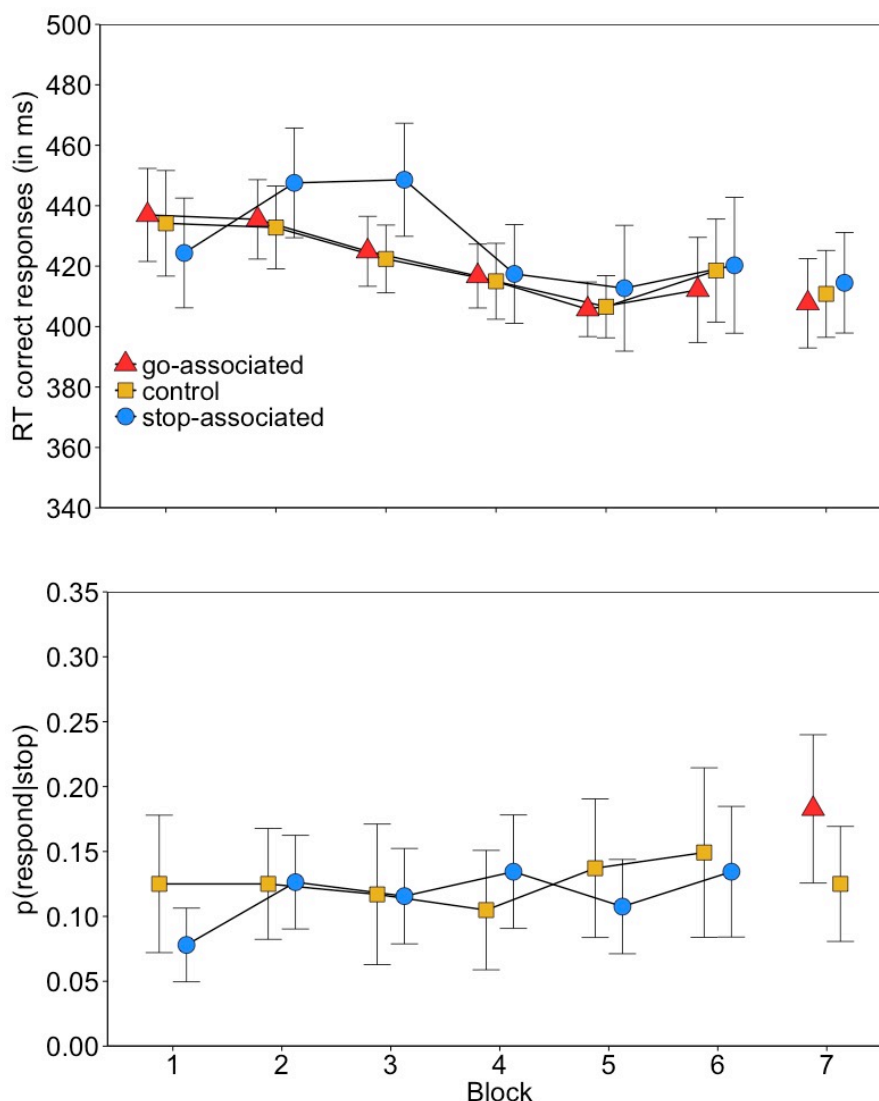 RT correct responses (in ms)
500
480
460
440
420
400
380
360
340
go-associated
control
stop-associated
p(respond|stop)
0.35
0.30
0.25
0.20
0.15
0.10
0.05
0.00
1 2 3 4 5 6 7
Block